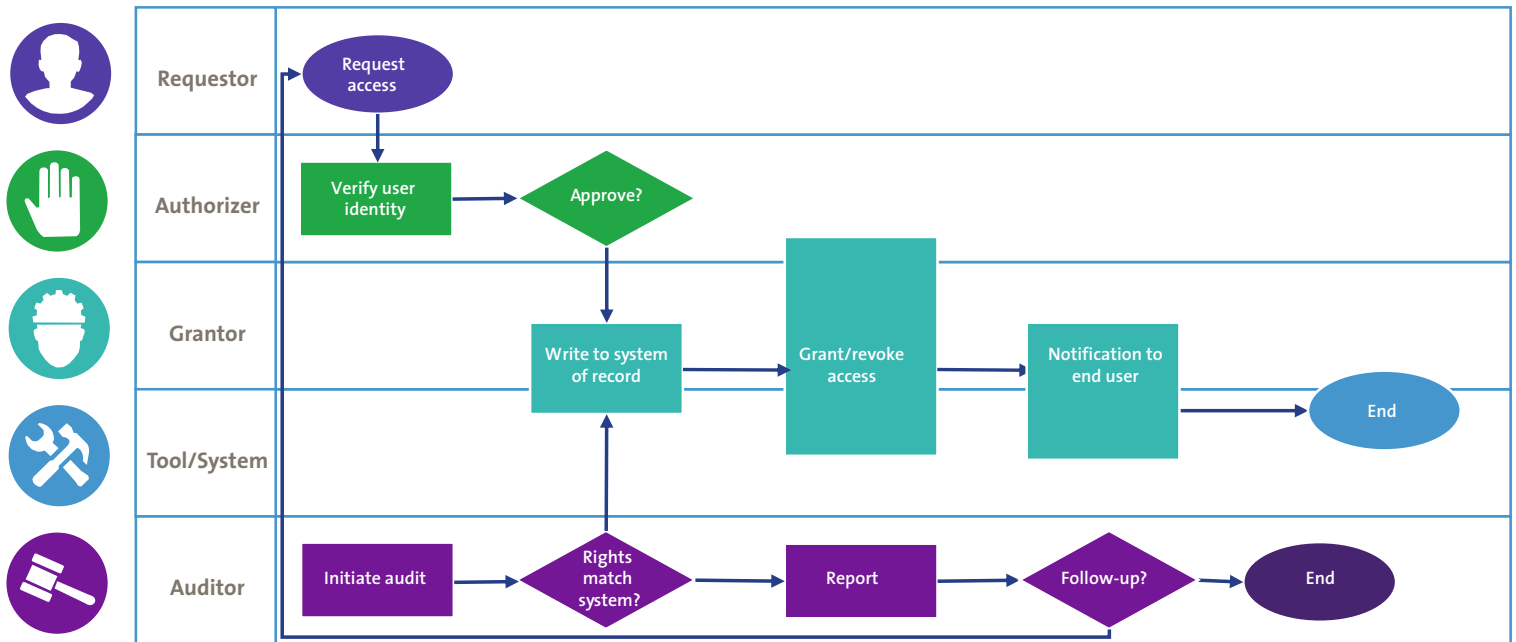 Requestor
Request
access
Authorizer
Verify user
identity
Approve?
Grantor
Write to system
of record
Grant/revoke
access
Notification to
end user
Tool/System
End
Auditor
Initiate audit
Rights
match
system?
Report
Follow-up?
End